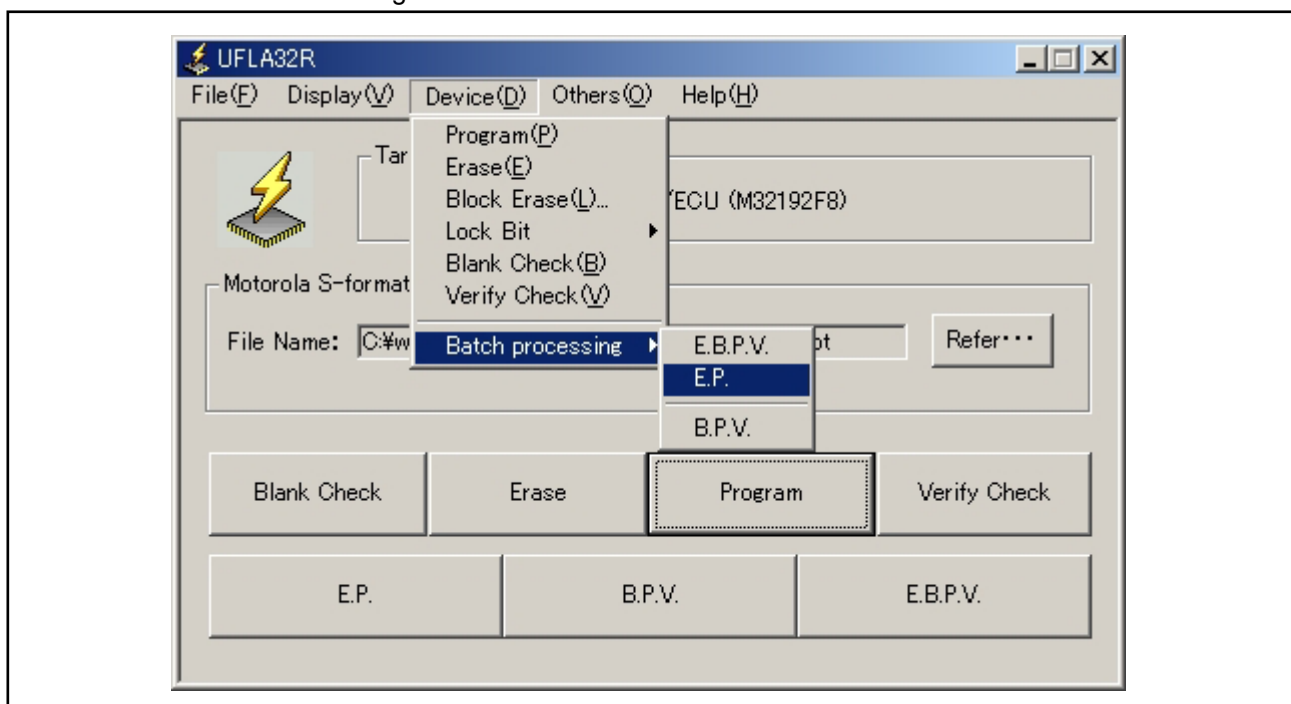 UFLA32R
File(F) Display(V) Device(D) Others(O) Help(H)
Program(P)
Erase(E)
Block Erase(L)...
Lock Bit
Blank Check(B)
Verify Check(V)
Batch processing
E.B.P.V.
E.P.
B.P.V.
Tar
ECU (M32192F8)
Motorola S-format
File Name: C:¥w pt Refer･･･
Blank Check Erase Program Verify Check
E.P. B.P.V. E.B.P.V.